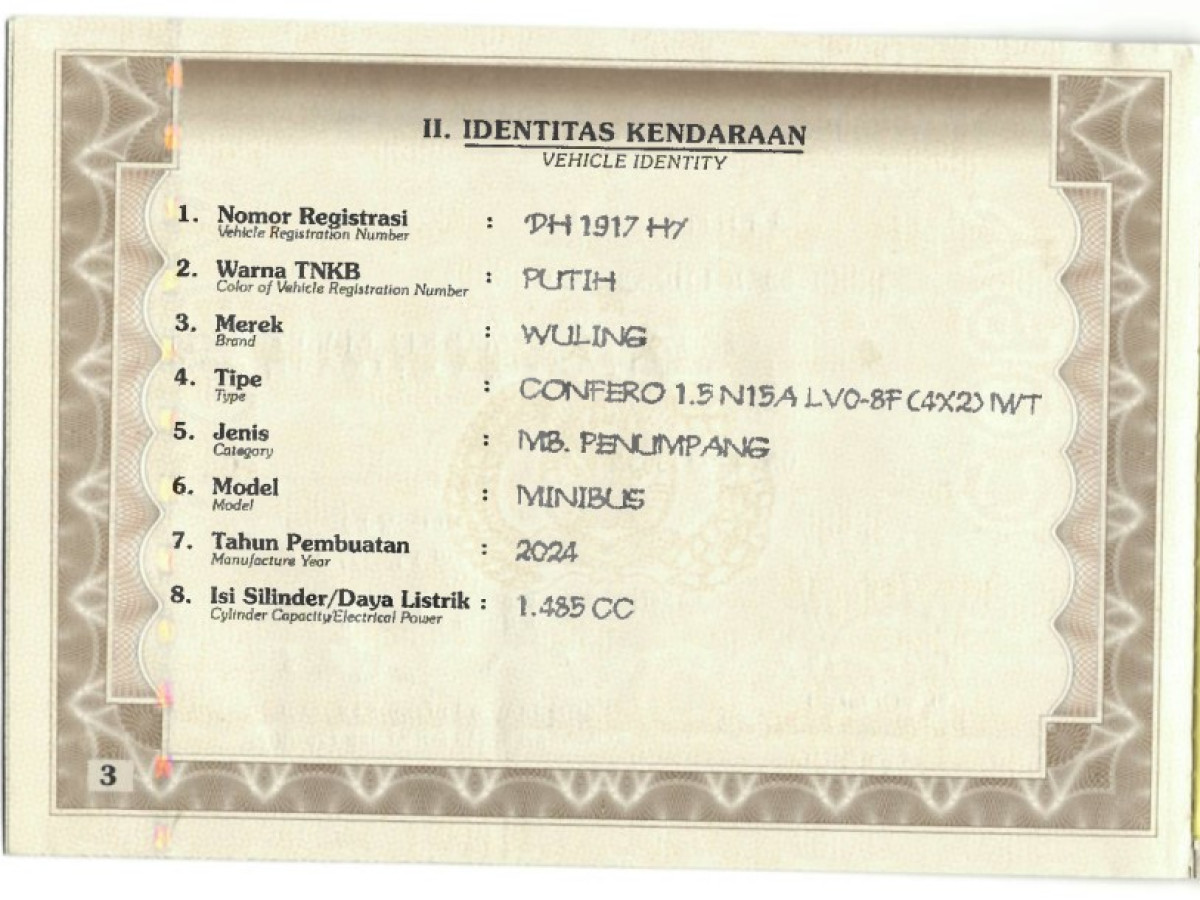 II. IDENTITAS KENDARAAN
VEHICLE IDENTITY
1. Nomor Registrasi : DH 1917 HY
Vehicle Registration Number
2. Warna TNKB : PUTIH
Color of Vehicle Registration Number
3. Merek : WULING
Brand
4. Tipe : CONFERO 1.5 N15A LV0-8F (4X2) M/T
Type
5. Jenis : MB. PENUMPANG
Category
6. Model : MINIBUS
Model
7. Tahun Pembuatan : 2024
Manufacture Year
8. Isi Silinder/Daya Listrik : 1.485 CC
Cylinder Capacity/Electrical Power
3